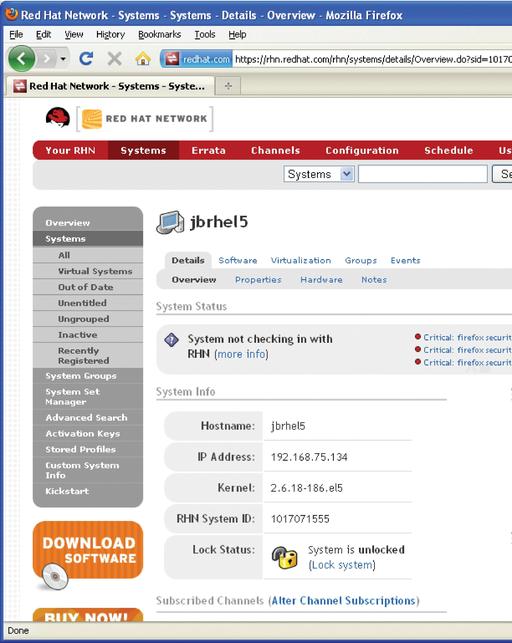 Red Hat Network - Systems - Systems - Details - Overview - Mozilla Firefox
File Edit View History Bookmarks Tools Help
redhat.com https://rhn.redhat.com/rhn/systems/details/Overview.do?sid=10170
Red Hat Network - Systems - Syste...
RED HAT NETWORK
Your RHN Systems Errata Channels Configuration Schedule Us
Systems Se
Overview
Systems
All
Virtual Systems
Out of Date
Unentitled
Ungrouped
Inactive
Recently
Registered
System Groups
System Set
Manager
Advanced Search
Activation Keys
Stored Profiles
Custom System
Info
Kickstart
DOWNLOAD
SOFTWARE
BUY NOW!
jbrhel5
Details Software Virtualization Groups Events
Overview Properties Hardware Notes
System Status
System not checking in with
RHN (more info)
Critical: firefox securit
Critical: firefox securit
Critical: firefox securit
System Info
Hostname: jbrhel5
IP Address: 192.168.75.134
Kernel: 2.6.18-186.el5
RHN System ID: 1017071555
Lock Status: System is unlocked
(Lock system)
Subscribed Channels (Alter Channel Subscriptions)
Done